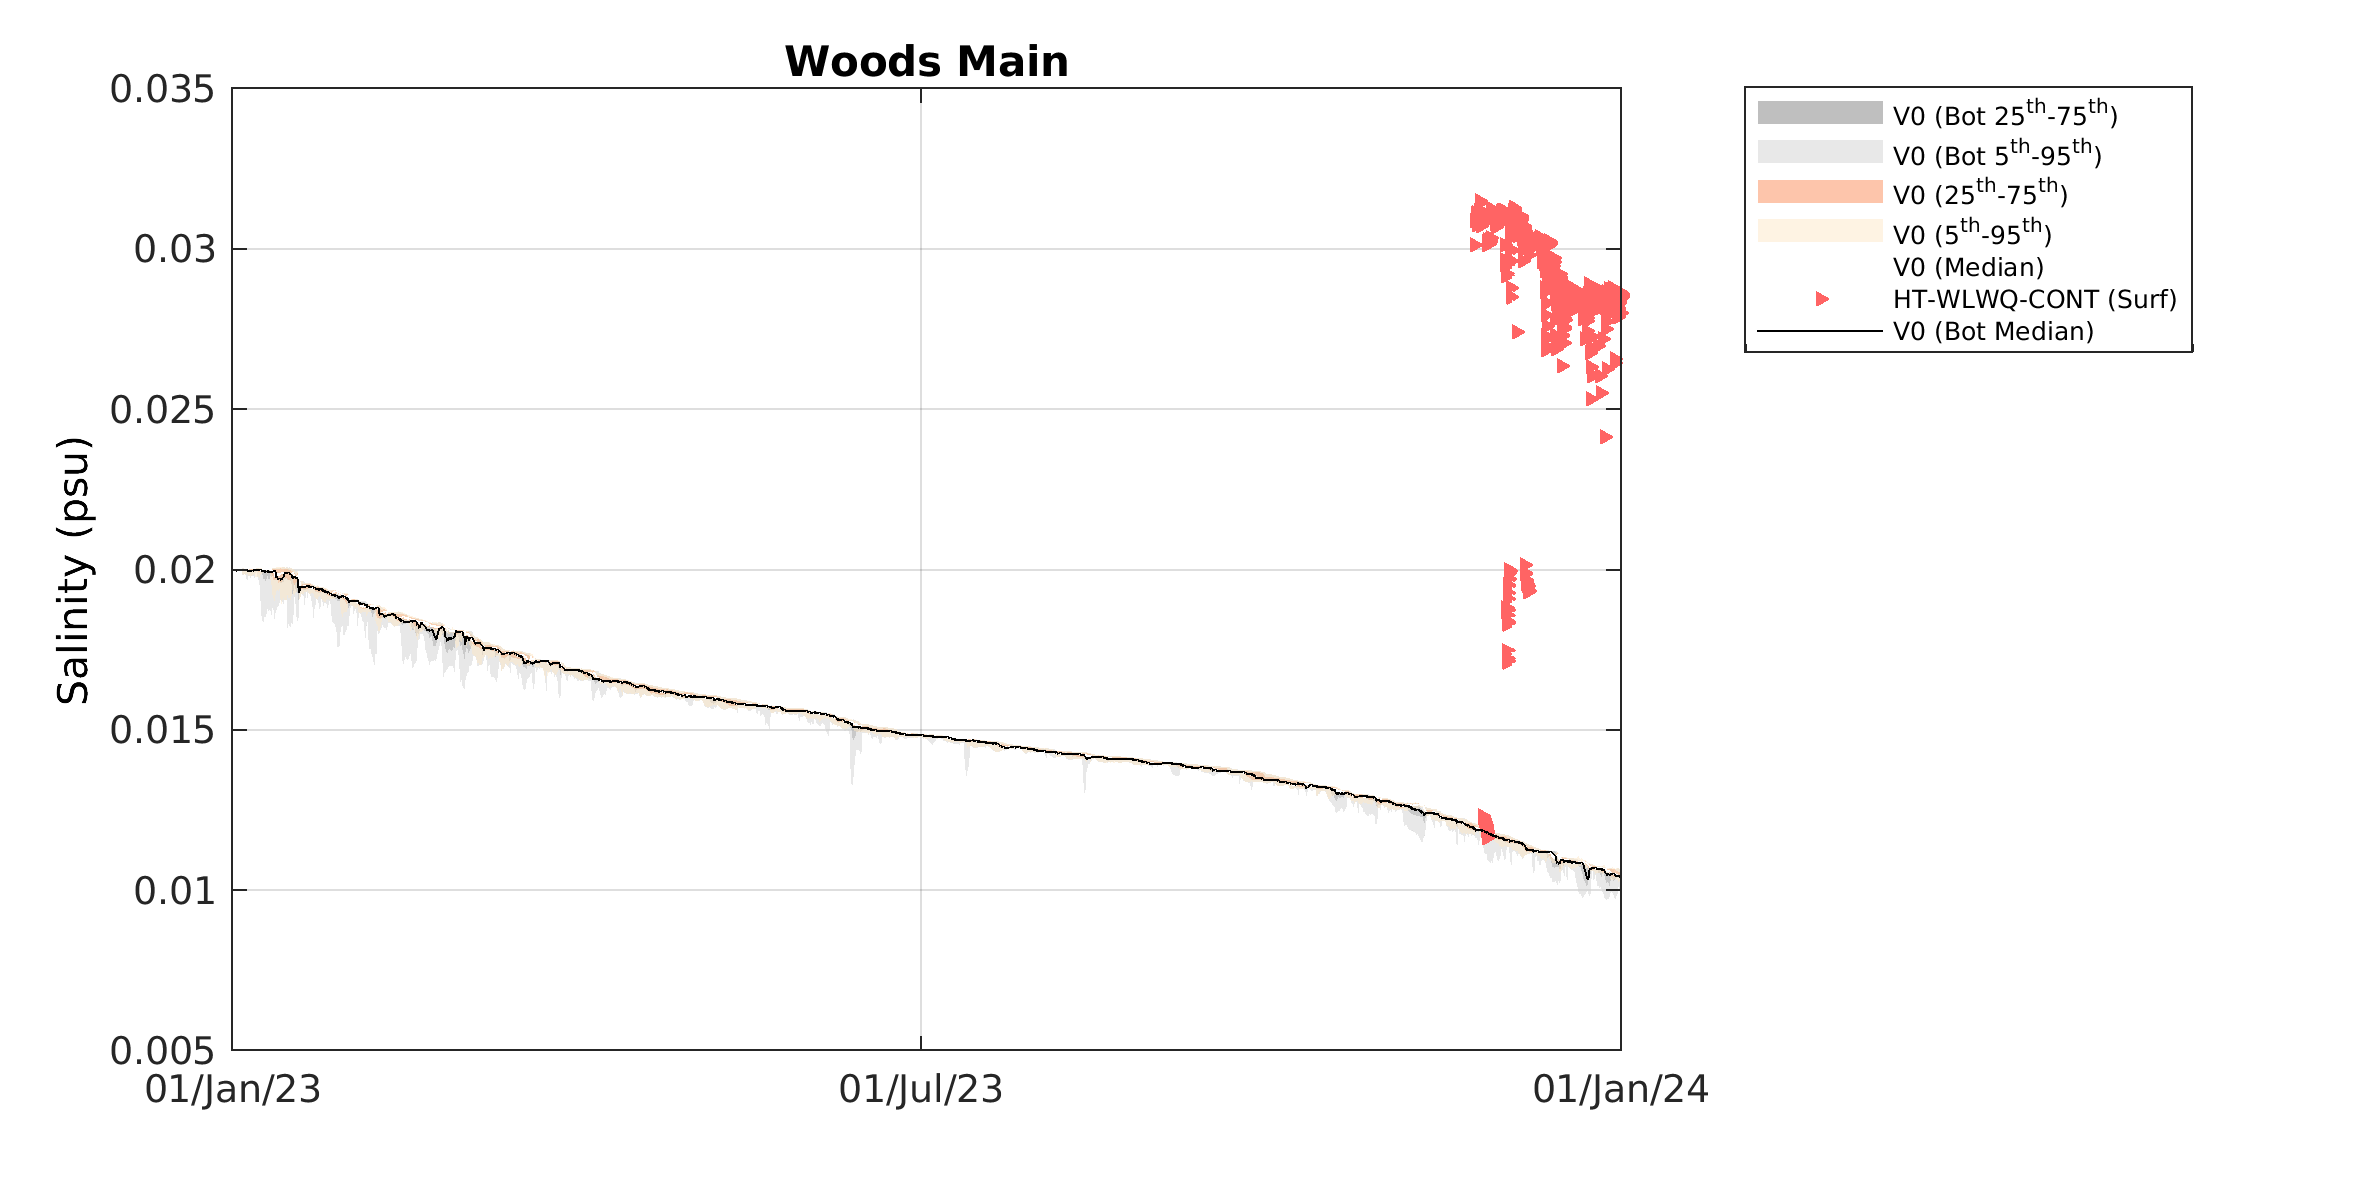 Woods Main
0.035
0.03
0.025
0.02
0.015
0.01
0.005
Salinity (psu)
01/Jan/23
01/Jul/23
01/Jan/24
V0 (Bot 25th-75th)
V0 (Bot 5th-95th)
V0 (25th-75th)
V0 (5th-95th)
V0 (Median)
HT-WLWQ-CONT (Surf)
V0 (Bot Median)